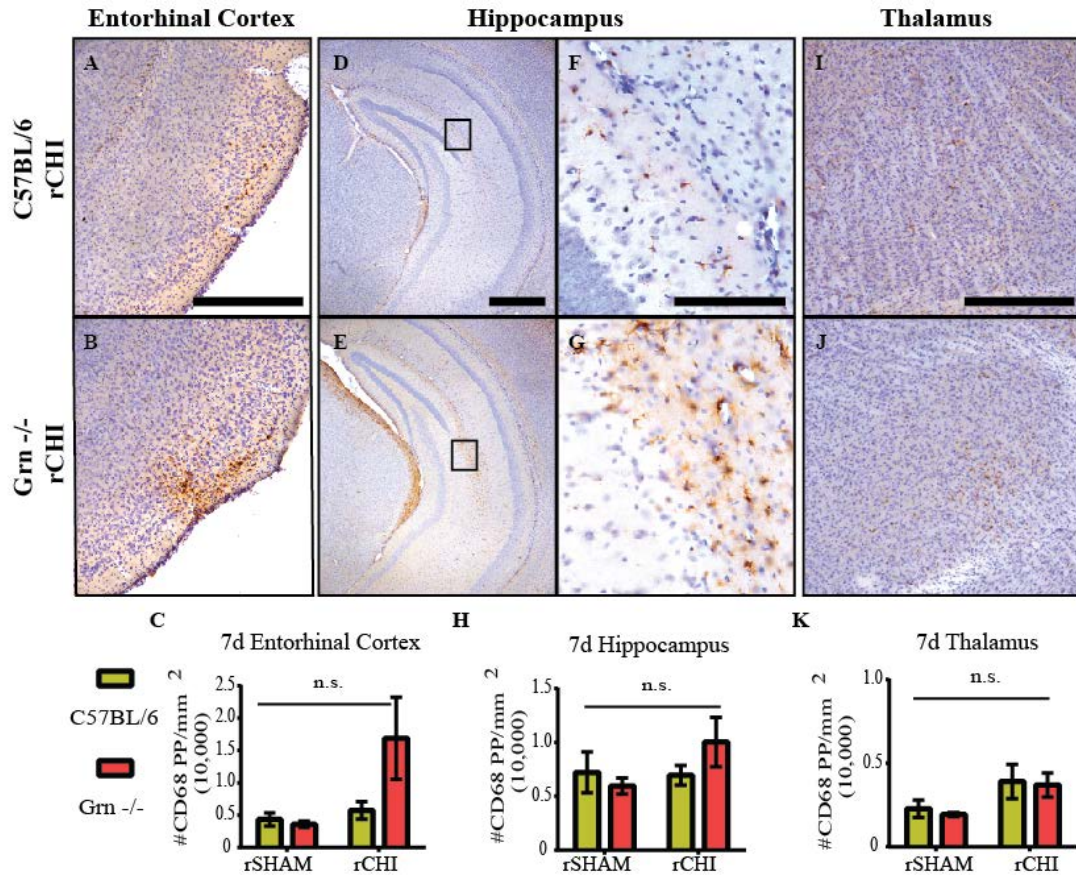 Entorhinal Cortex
Hippocampus
Thalamus
C57BL/6
rCHI
A
D
F
I
Grn -/-
rCHI
B
E
G
J
C
7d Entorhinal Cortex
C57BL/6
Grn -/-
#CD68 PP/mm 2
(10,000)
2.5
2.0
1.5
1.0
0.5
0
n.s.
rSHAM
rCHI
H
7d Hippocampus
#CD68 PP/mm 2
(10,000)
1.5
1.0
0.5
0
n.s.
rSHAM
rCHI
K
7d Thalamus
#CD68 PP/mm 2
(10,000)
1.0
0.5
0
n.s.
rSHAM
rCHI